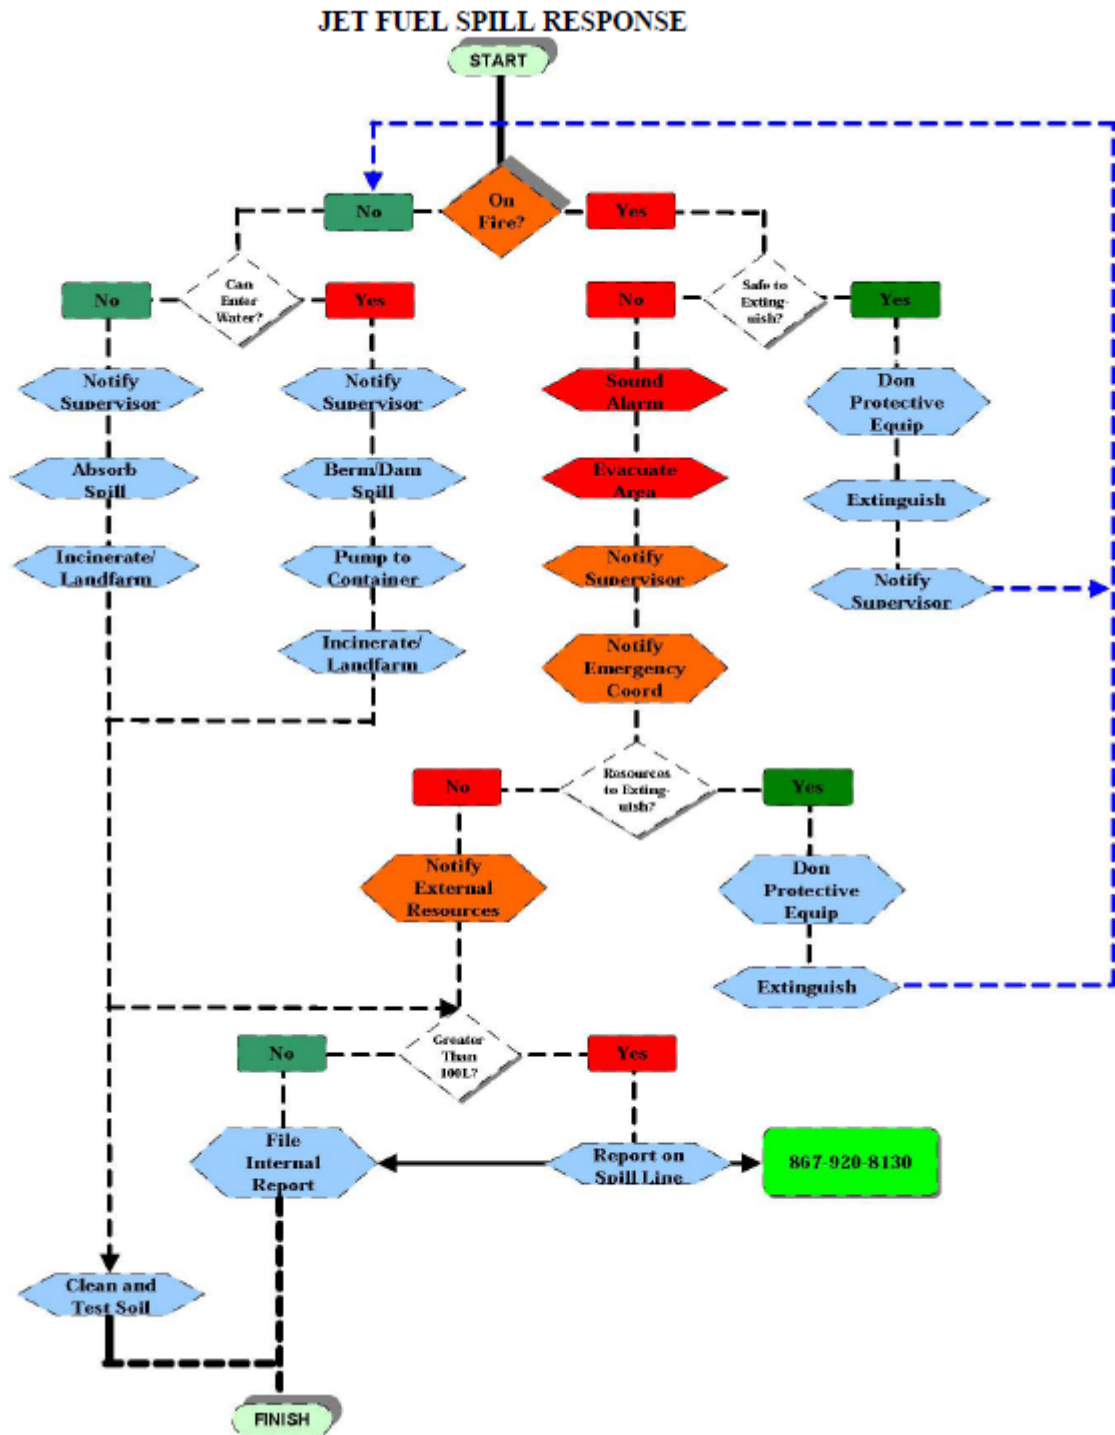 JET FUEL SPILL RESPONSE
START
On
Fire?
No
Yes
Can
Enter
Water?
No
Yes
Safe to
Exting-
uish?
No
Yes
Notify
Supervisor
Notify
Supervisor
Sound
Alarm
Don
Protective
Equip
Absorb
Spill
Berm/Dam
Spill
Evacuate
Area
Extinguish
Incinerate/
Landfarm
Pump to
Container
Notify
Supervisor
Notify
Supervisor
Incinerate/
Landfarm
Notify
Emergency
Coord
Resources
to Exting-
uish?
No
Yes
Notify
External
Resources
Don
Protective
Equip
Extinguish
Greater
Than
100L?
No
Yes
File
Internal
Report
Report on
Spill Line
867-920-8130
Clean and
Test Soil
FINISH